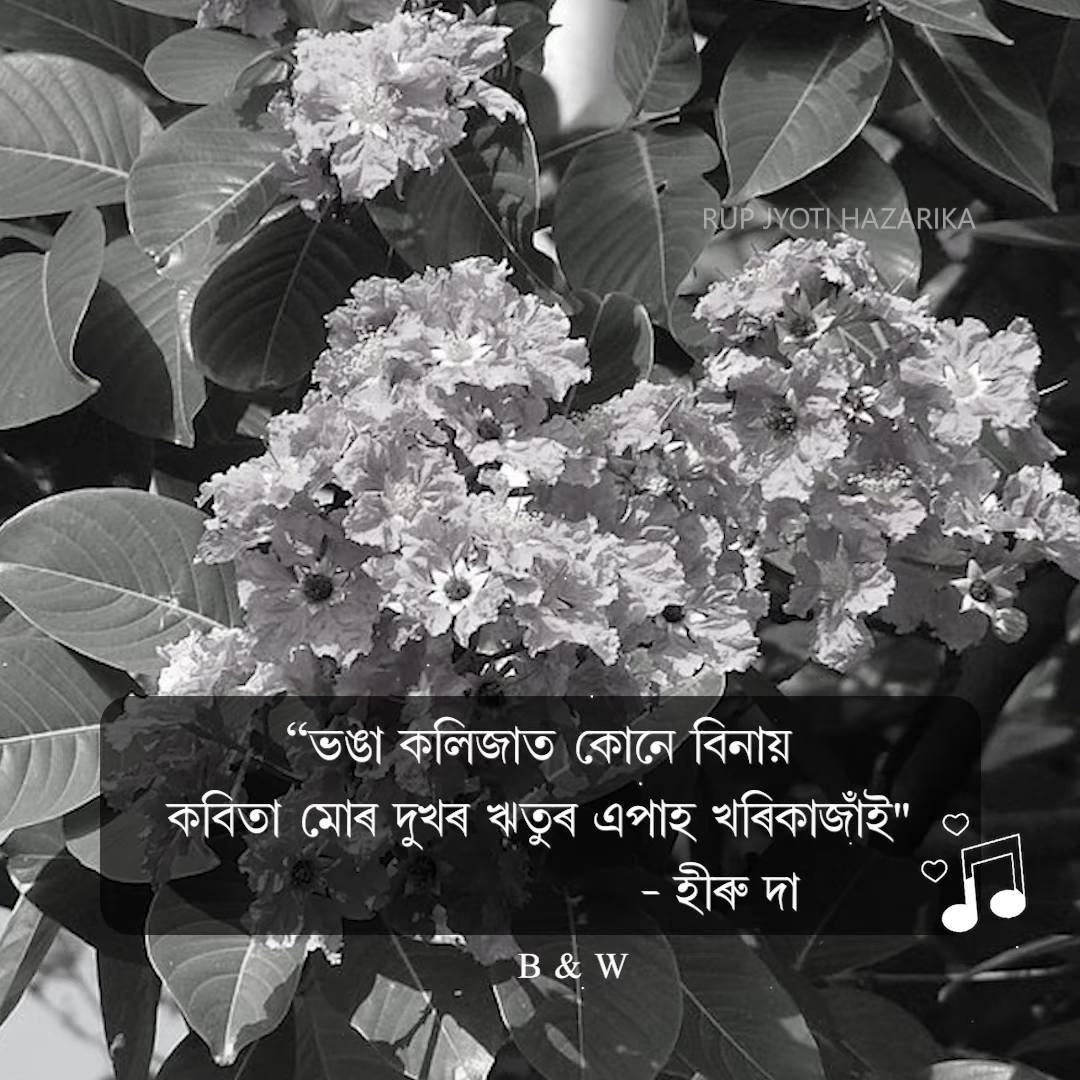 RUP JYOTI HAZARIKA
“ভঙা কলিজাত কোনে বিনায়
কবিতা মোৰ দুখৰ ঋতুৰ এপাহ খৰিকাজাঁই"
- হীৰু দা
B & W